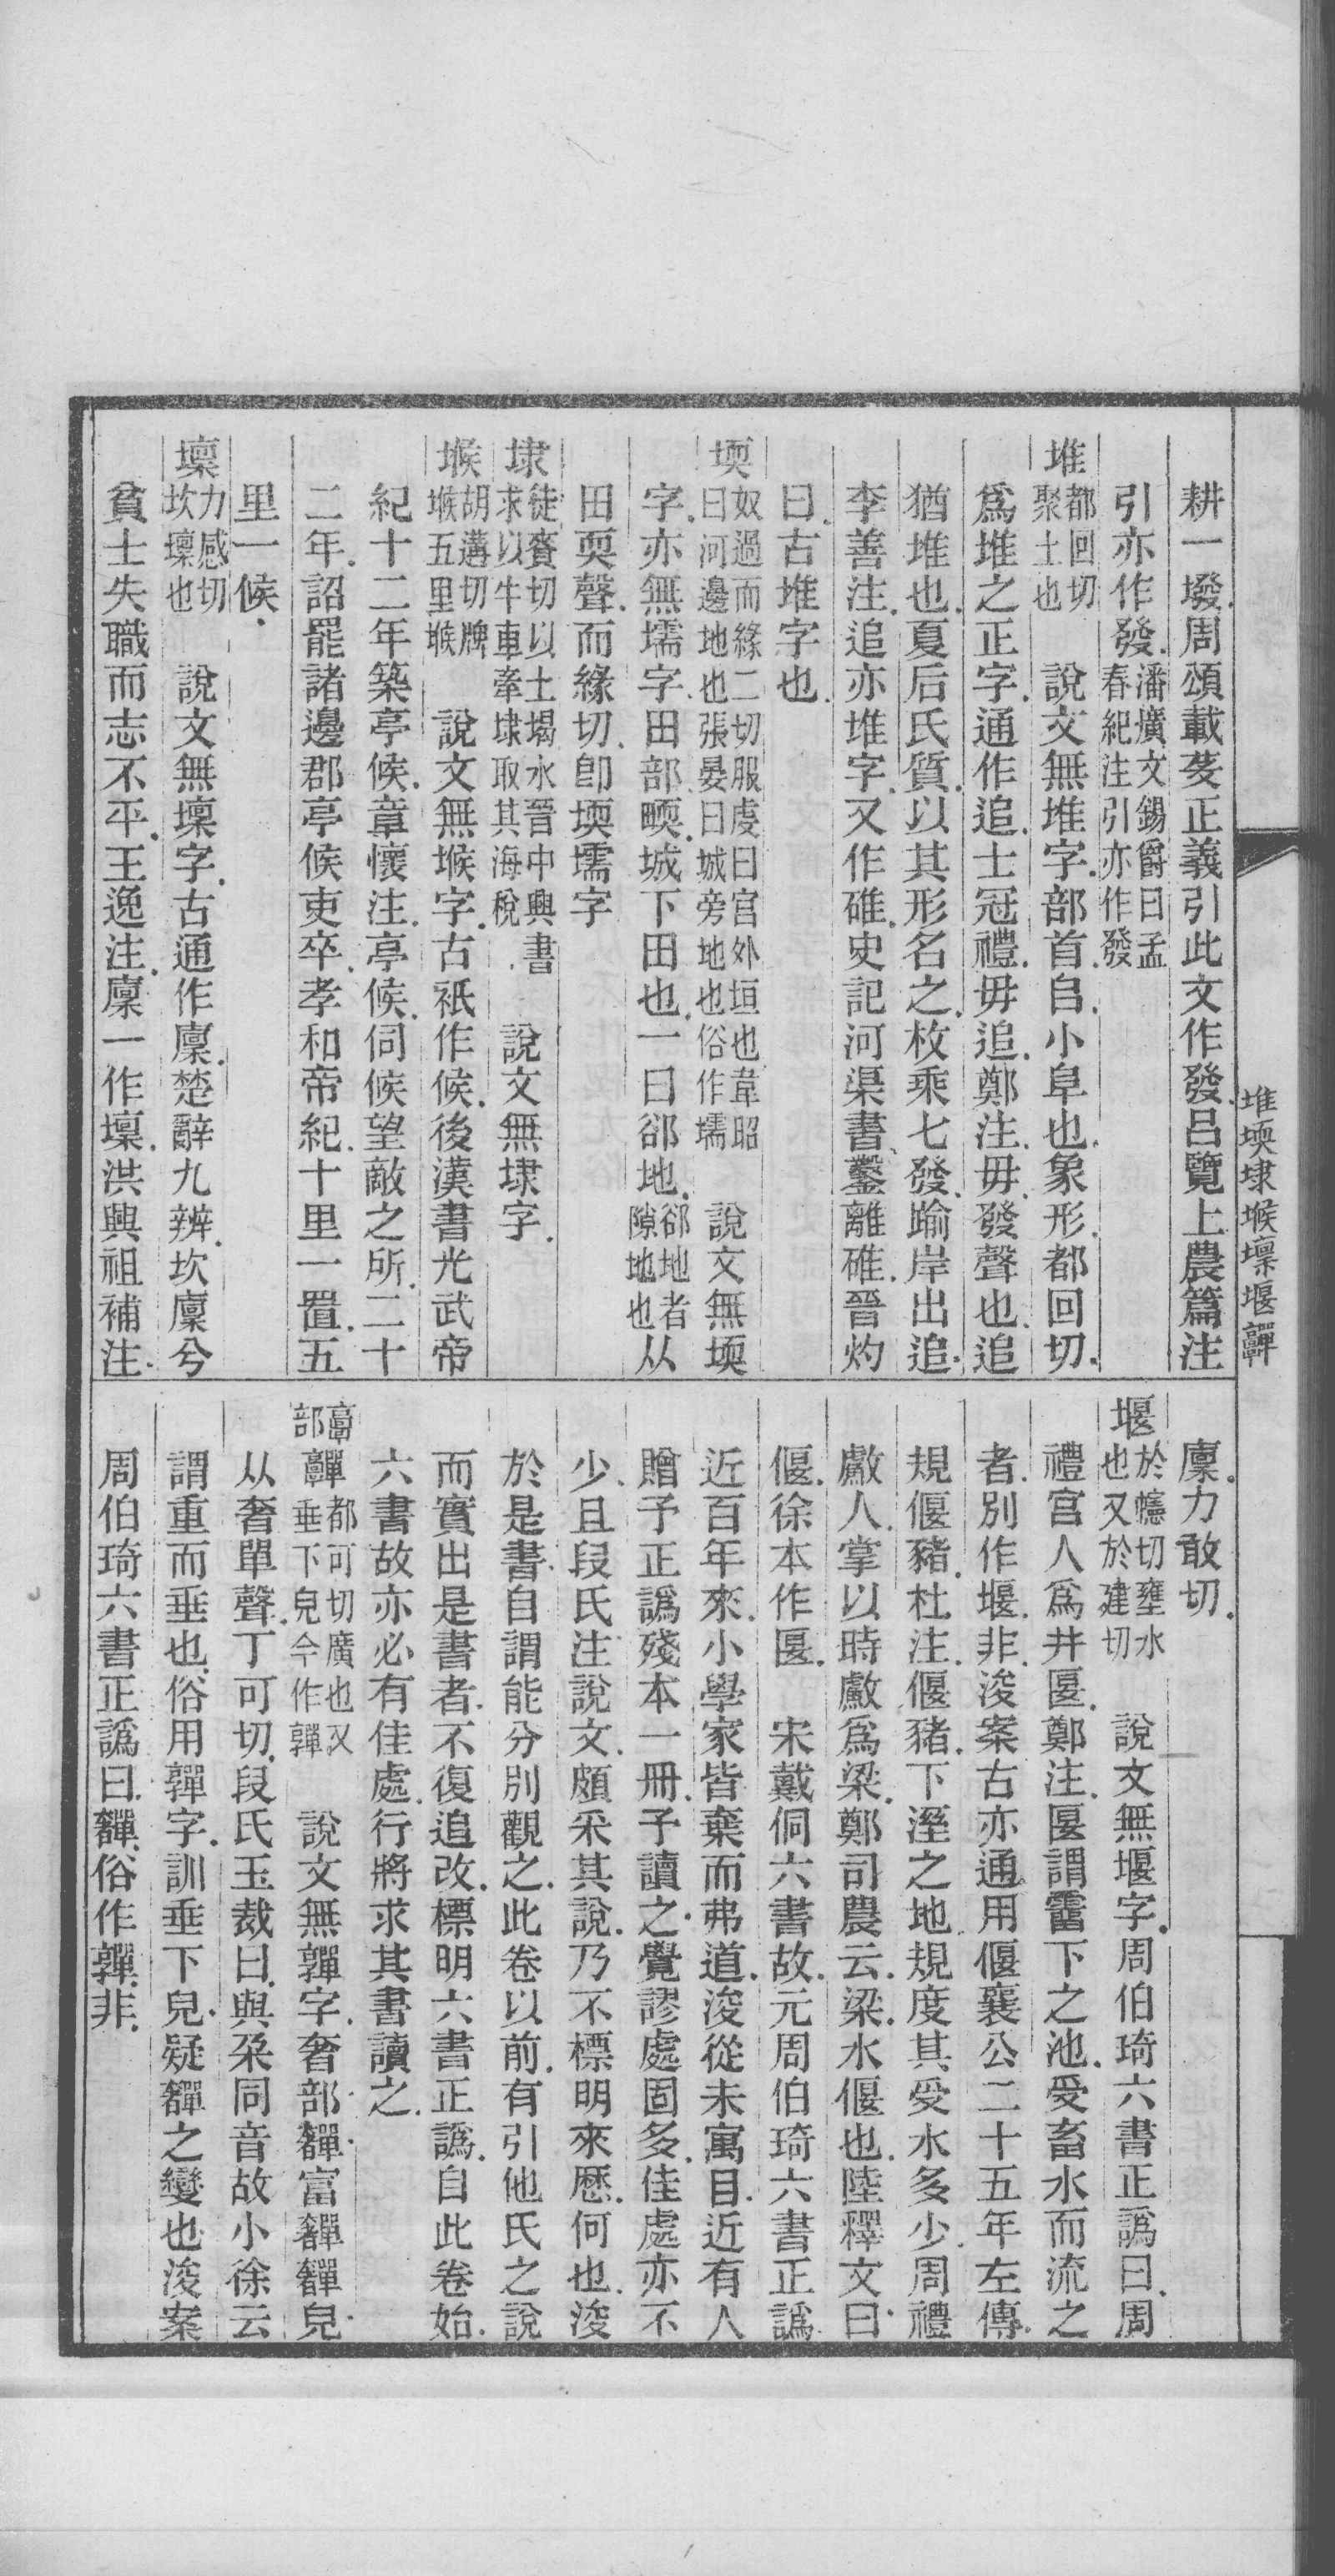 堆堧埭堠壈堰奲
耕一墢周頌載芟正義引此文作發呂覽上農篇注
引亦作發潘廣文錫爵曰孟
春紀注引亦作發
堆都回切
聚土也 說文無堆字部首𠂤小阜也象形都回切
爲堆之正字通作追士冠禮毋追鄭注毋發聲也追
猶堆也夏后氏質以其形名之枚乘七發踰岸出追
李善注追亦堆字又作碓史記河渠書鑿離碓晉灼
曰古堆字也
堧奴過而緣二切服虔曰宮外垣也韋昭
曰河邊地也張晏曰城旁地也俗作壖 說文無堧
字亦無壖字田部㽭城下田也一曰郤地郤地者
隙地也从
田耎聲而緣切卽堧壖字
埭徒賚切以土堨水晉中興書
求以牛車牽埭取其海稅 說文無埭字
堠胡遘切牌
堠五里堠 說文無堠字古祇作候後漢書光武帝
紀十二年築亭候章懷注亭候伺候望敵之所二十
二年詔罷諸邊郡亭候吏卒孝和帝紀十里一置五
里一候
壈力感切
坎壈也 說文無壈字古通作廩楚辭九辨坎廩兮
貧士失職而志不平王逸注廩一作壈洪興祖補注
廩力敢切
堰於幰切壅水
也又於建切 說文無堰字周伯琦六書正譌曰周
禮宮人爲井匽鄭注匽謂霤下之池受畜水而流之
者別作堰非浚案古亦通用偃襄公二十五年左傳
規偃豬杜注偃豬下溼之地規度其受水多少周禮
䱷人掌以時䱷爲梁鄭司農云梁水偃也陸釋文曰
偃徐本作匽 宋戴侗六書故元周伯琦六書正譌
近百年來小學家皆棄而弗道浚從未寓目近有人
贈予正譌殘本一冊予讀之覺謬處固多佳處亦不
少且段氏注說文頗采其說乃不標明來歷何也浚
於是書自謂能分別觀之此卷以前有引他氏之說
而實出是書者不復追改標明六書正譌自此卷始
六書故亦必有佳處行將求其書讀之
奲部
奲都可切廣也又
垂下皃今作嚲 說文無嚲字奢部奲富奲奲皃
从奢單聲丁可切段氏玉裁曰與朶同音故小徐云
謂重而垂也俗用嚲字訓垂下皃疑奲之變也浚案
周伯琦六書正譌曰奲俗作嚲非